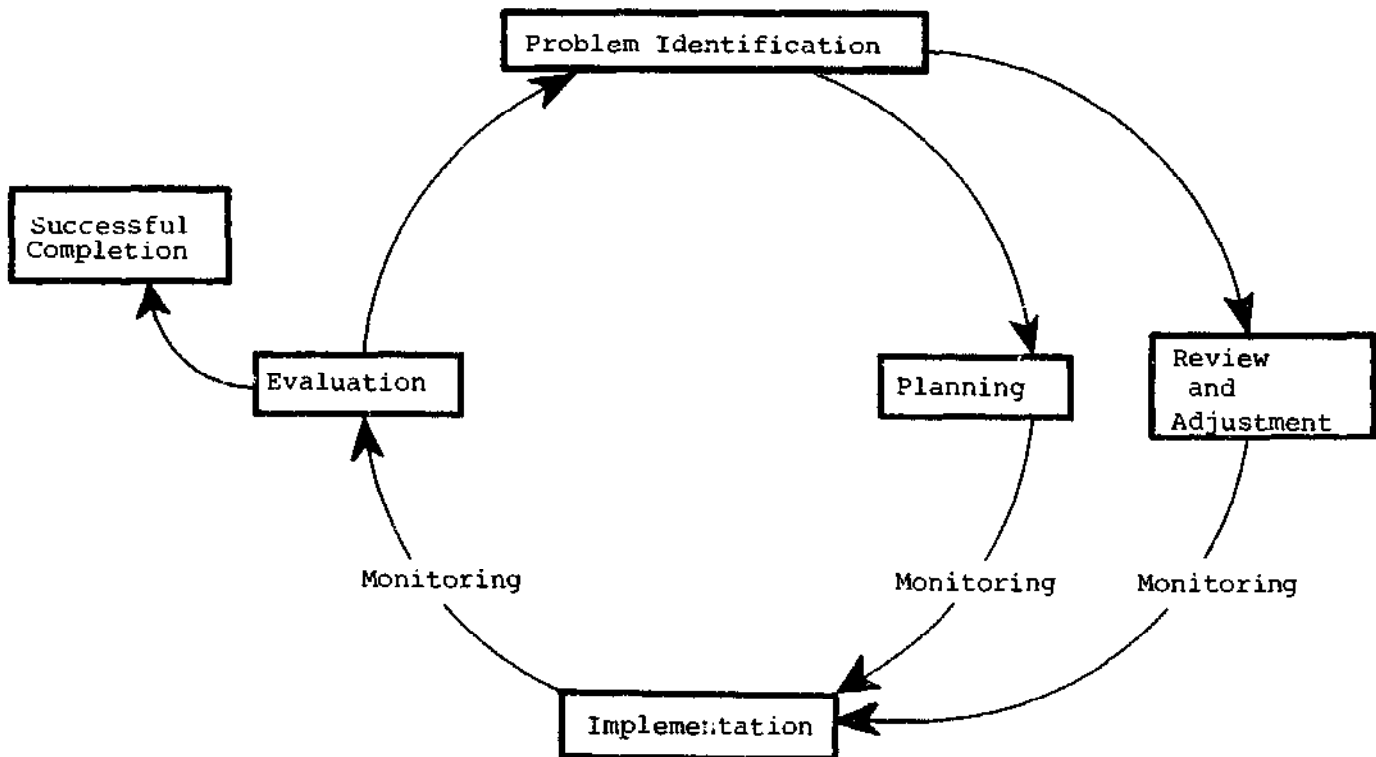 Problem Identification
Successful
Completion
Evaluation
Planning
Review
and
Adjustment
Monitoring
Monitoring
Monitoring
Implementation